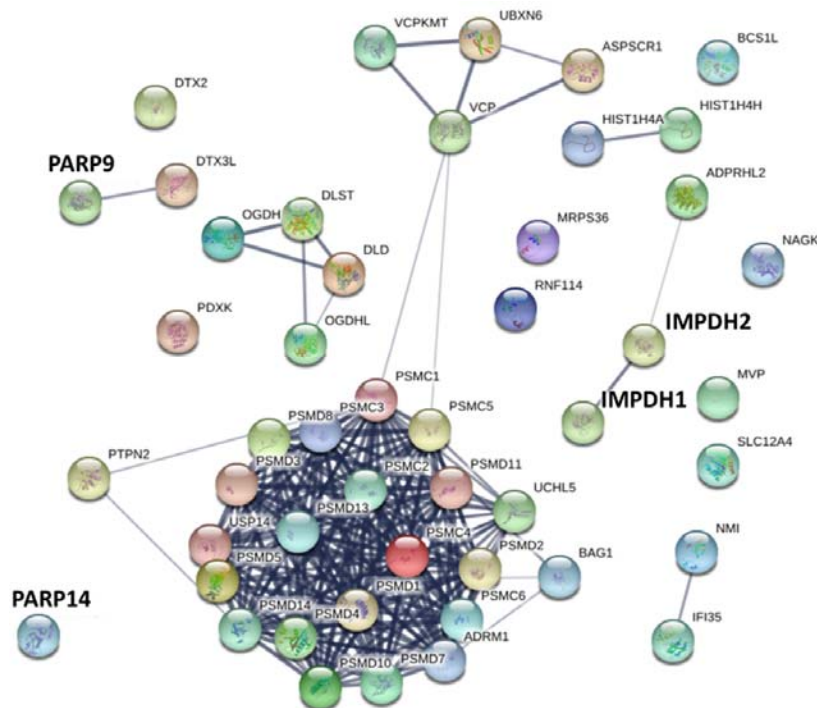 VCPKMT
UBXN6
ASPSCR1
BCS1L
DTX2
VCP
HIST1H4A
HIST1H4H
PARP9
DTX3L
ADPRHL2
OGDH
DLST
MRPS36
NAGK
DLD
RNF114
PDXK
OGDHL
IMPDH2
PSMC1
MVP
PSMD8
PSMC3
PSMC5
IMPDH1
PTPN2
PSMD3
PSMC2
PSMD11
SLC12A4
UCHL5
USP14
PSMD13
PSMC4
PSMD2
NMI
PSMD5
PSMD1
BAG1
PARP14
PSMC6
PSMD14
PSMD4
ADRM1
IFI35
PSMD10
PSMD7